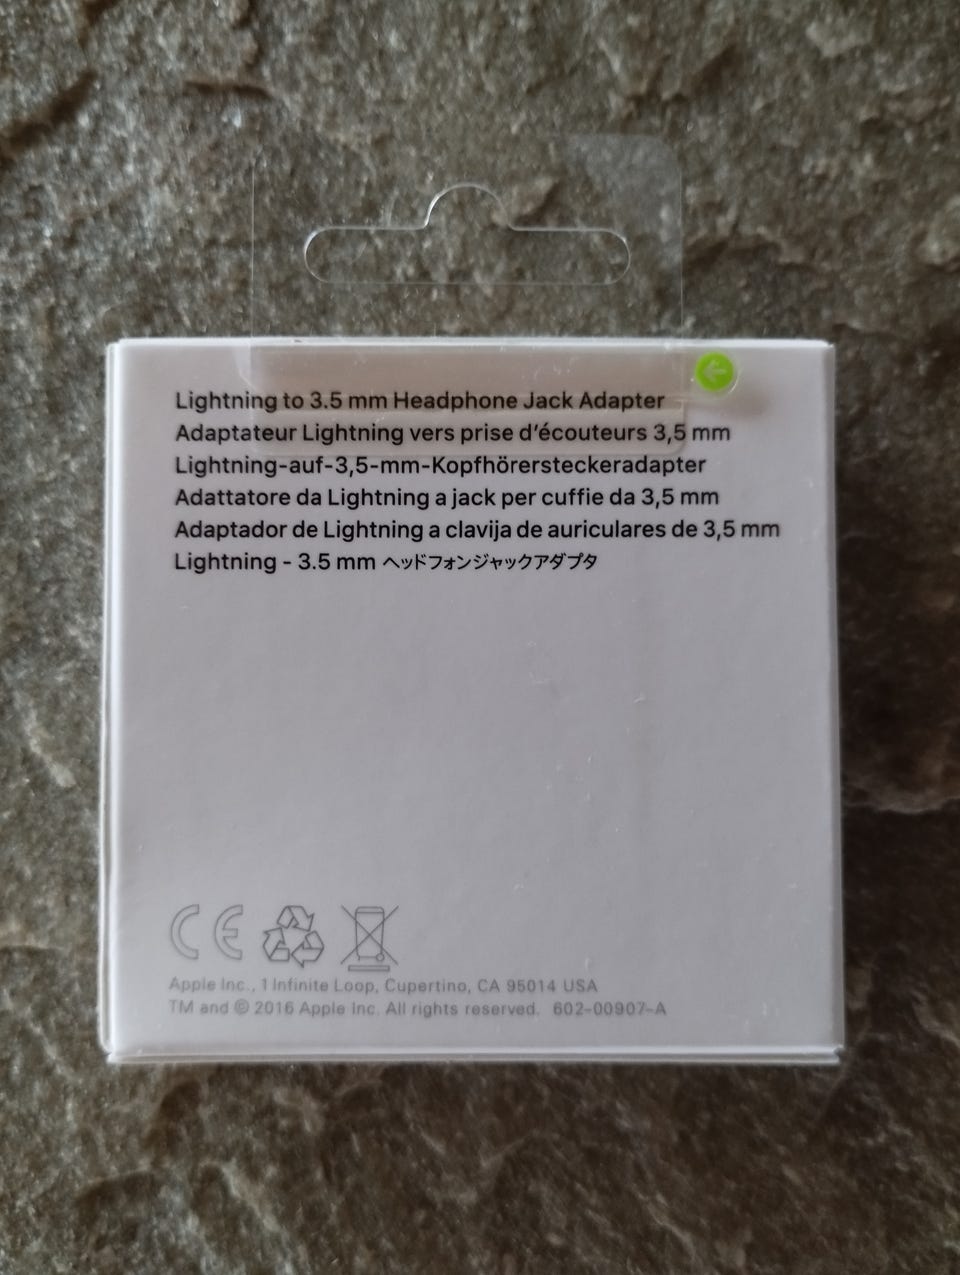 Lightning to 3.5 mm Headphone Jack Adapter
Adaptateur Lightning vers prise d’écouteurs 3,5 mm
Lightning-auf-3,5-mm-Kopfhörersteckeradapter
Adattatore da Lightning a jack per cuffie da 3,5 mm
Adaptador de Lightning a clavija de auriculares de 3,5 mm
Lightning - 3.5 mm ヘッドフォンジャックアダプタ
CE
Apple Inc., 1 Infinite Loop, Cupertino, CA 95014 USA
TM and © 2016 Apple Inc. All rights reserved. 602-00907-A